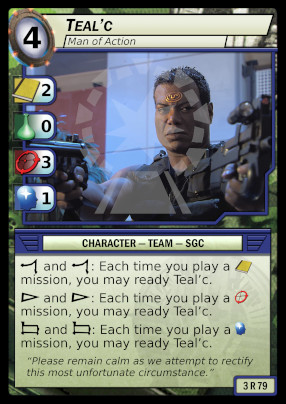 4
TEAL'C
Man of Action
2
0
3
1
CHARACTER – TEAM – SGC
and : Each time you play a
mission, you may ready Teal'c.
and : Each time you play a
mission, you may ready Teal'c.
and : Each time you play a
mission, you may ready Teal'c.
"Please remain calm as we attempt to rectify
this most unfortunate circumstance."
3 R 79